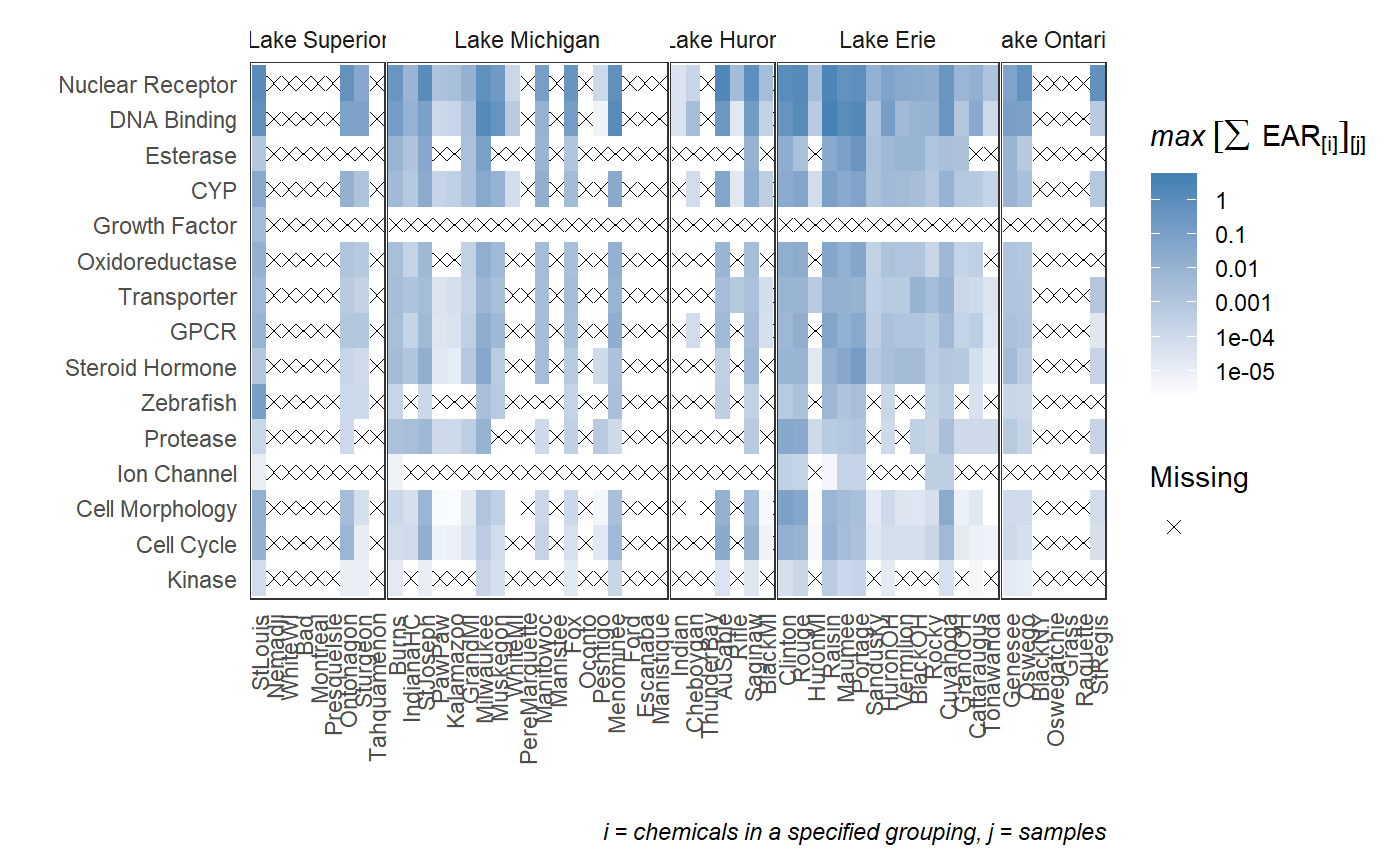 Lake Superior
Lake Michigan
Lake Huron
Lake Erie
ake Ontari
Nuclear Receptor
DNA Binding
Esterase
CYP
Growth Factor
Oxidoreductase
Transporter
GPCR
Steroid Hormone
Zebrafish
Protease
Ion Channel
Cell Morphology
Cell Cycle
Kinase
StLouis
Nemadji
WhiteWI
Bad
Montreal
PresqueIsle
Ontonagon
Sturgeon
Tahquamenon
Burns
IndianaHC
StJoseph
PawPaw
Kalamazoo
GrandMI
Milwaukee
Muskegon
WhiteMI
PereMarquette
Manitowoc
Manistee
Fox
Oconto
Peshtigo
Menominee
Ford
Escanaba
Manistique
Indian
Cheboygan
ThunderBay
AuSable
Rifle
Saginaw
BlackMI
Clinton
Rouge
HuronMI
Raisin
Maumee
Portage
Sandusky
HuronOH
Vermilion
BlackOH
Rocky
Cuyahoga
GrandOH
Cattaraugus
Tonawanda
Genesee
Oswego
BlackNY
Oswegatchie
Grass
Raquette
StRegis
max [∑ EAR[i]][j]
1
0.1
0.01
0.001
1e-04
1e-05
Missing
i = chemicals in a specified grouping, j = samples